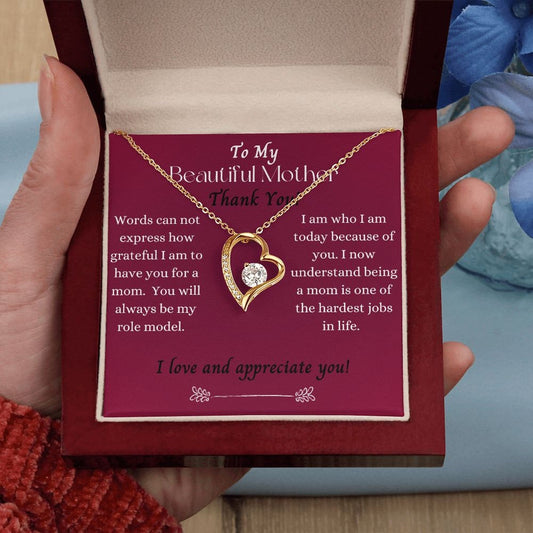 To My
Beautiful Mother
Thank You
Words can not
express how
grateful I am to
have you for a
mom. You will
always be my
role model.
I am who I am
today because of
you. I now
understand being
a mom is one of
the hardest jobs
in life.
I love and appreciate you!